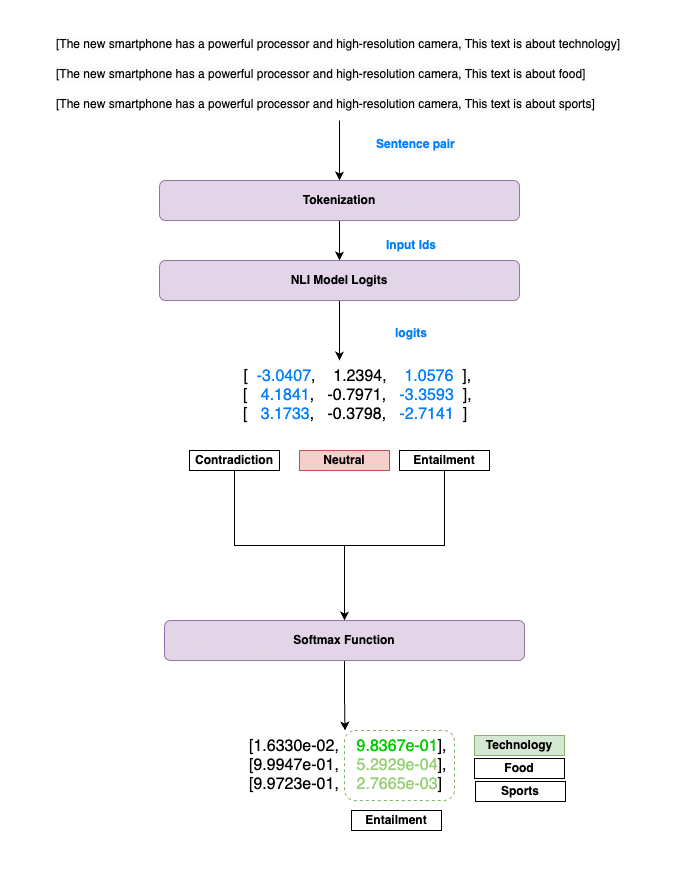 [The new smartphone has a powerful processor and high-resolution camera, This text is about technology]
[The new smartphone has a powerful processor and high-resolution camera, This text is about food]
[The new smartphone has a powerful processor and high-resolution camera, This text is about sports]
Sentence pair
Tokenization
Input Ids
NLI Model Logits
logits
[ -3.0407, 1.2394, 1.0576 ],
[ 4.1841, -0.7971, -3.3593 ],
[ 3.1733, -0.3798, -2.7141 ]
Contradiction Neutral Entailment
Softmax Function
[1.6330e-02, 9.8367e-01], Technology
[9.9947e-01, 5.2929e-04], Food
[9.9723e-01, 2.7665e-03] Sports
Entailment